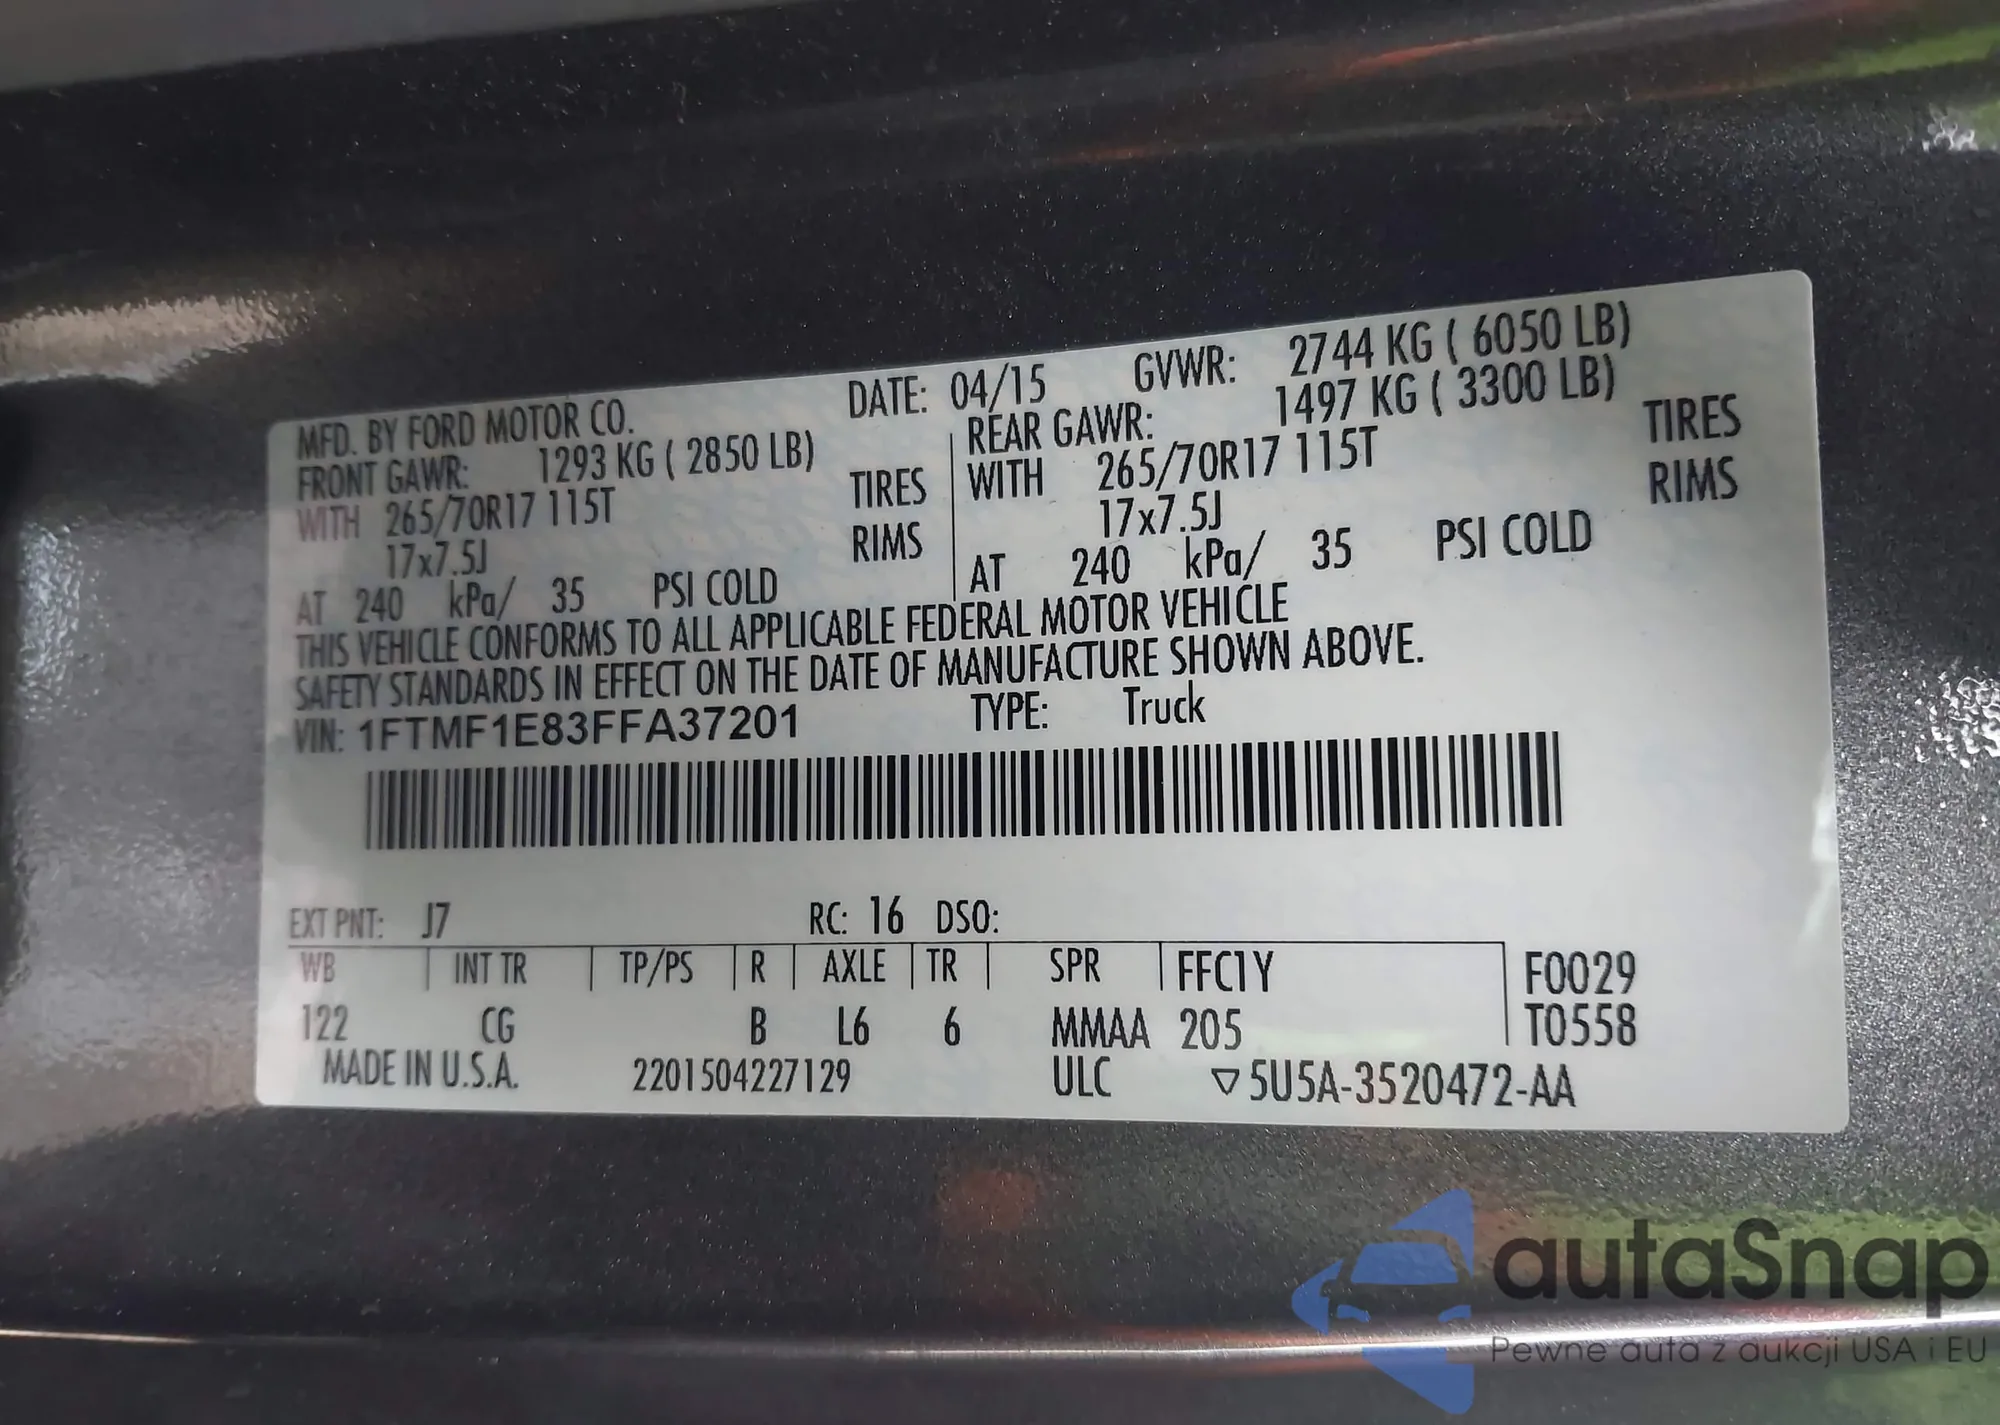 MFD. BY FORD MOTOR CO. DATE: 04/15 GVWR: 2744 KG ( 6050 LB)
FRONT GAWR: 1293 KG ( 2850 LB) REAR GAWR: 1497 KG ( 3300 LB)
WITH 265/70R17 115T TIRES WITH 265/70R17 115T TIRES
17x7.5J RIMS 17x7.5J RIMS
AT 240 kPa/ 35 PSI COLD AT 240 kPa/ 35 PSI COLD
THIS VEHICLE CONFORMS TO ALL APPLICABLE FEDERAL MOTOR VEHICLE
SAFETY STANDARDS IN EFFECT ON THE DATE OF MANUFACTURE SHOWN ABOVE.
VIN: 1FTMF1E83FFA37201 TYPE: Truck
EXT PNT: J7 RC: 16 DSO:
WB INT TR TP/PS R AXLE TR SPR FFC1Y F0029
122 CG B L6 6 MMAA 205 T0558
MADE IN U.S.A. 2201504227129 ULC ▽5U5A-3520472-AA
autaSnap
Pewne auta z aukcji USA i EU